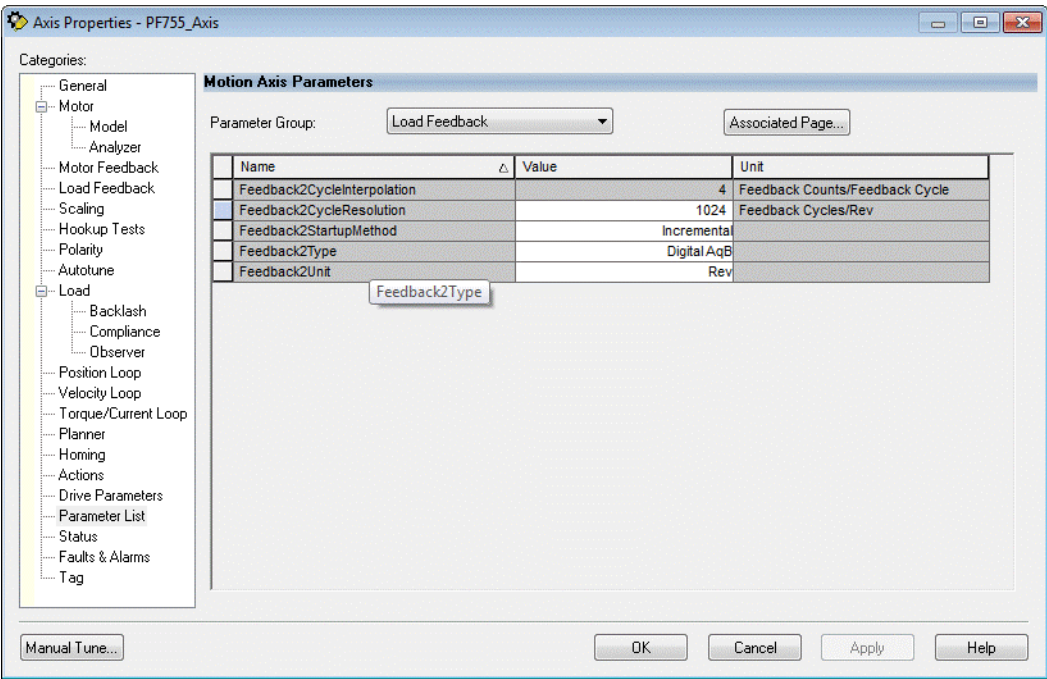 Axis Properties - PF755_Axis
Categories:
General
Motor
Model
Analyzer
Motor Feedback
Load Feedback
Scaling
Hookup Tests
Polarity
Autotune
Load
Backlash
Compliance
Observer
Position Loop
Velocity Loop
Torque/Current Loop
Planner
Homing
Actions
Drive Parameters
Parameter List
Status
Faults & Alarms
Tag
Motion Axis Parameters
Parameter Group: Load Feedback Associated Page...
Name Value Unit
Feedback2CycleInterpolation 4 Feedback Counts/Feedback Cycle
Feedback2CycleResolution 1024 Feedback Cycles/Rev
Feedback2StartupMethod Incremental
Feedback2Type Digital AqB
Feedback2Unit Rev
Feedback2Type
Manual Tune... OK Cancel Apply Help